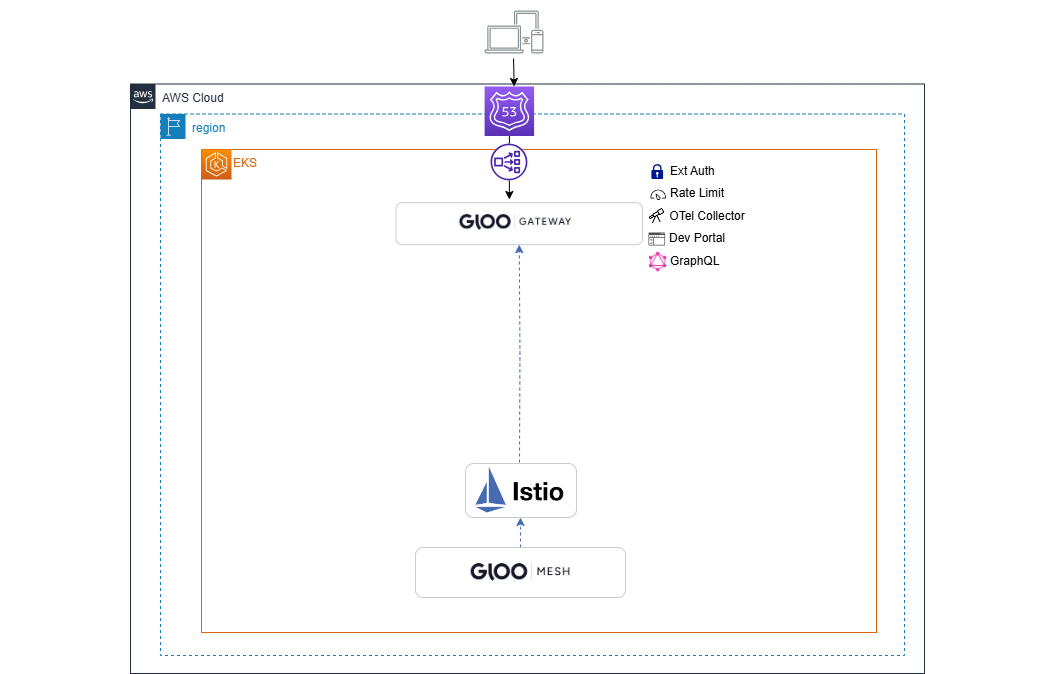 aws
AWS Cloud
53
region
EKS
Ext Auth
Rate Limit
GLOO GATEWAY
OTel Collector
Dev Portal
GraphQL
Istio
GLOO MESH